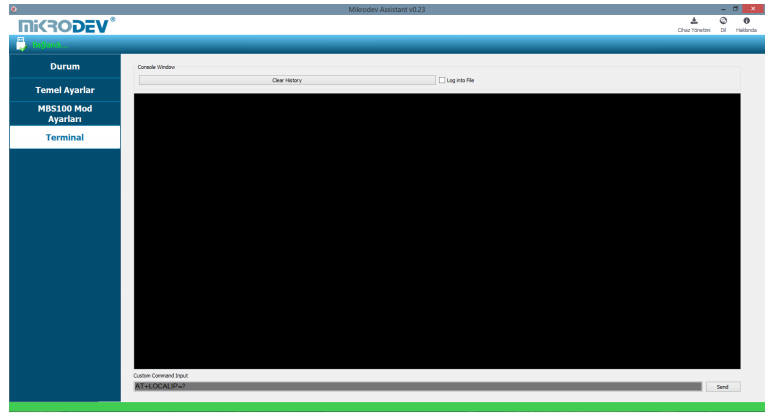 Mikrodev Assistant v0.23
MiKRODEV®
Cihaz Yönetimi
Dil
Hakkında
Bağlandı...
Durum
Temel Ayarlar
MBS100 Mod
Ayarları
Terminal
Console Window
Clear History
Log into File
Custom Command Input
AT+LOCALIP=?
Send